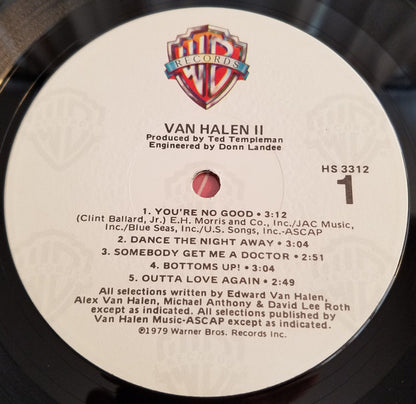 WB
RECORDS
VAN HALEN II
Produced by Ted Templeman
Engineered by Donn Landee
HS 3312
1
1. YOU'RE NO GOOD • 3:12
(Clint Ballard, Jr.) E.H. Morris and Co., Inc./JAC Music,
Inc./Blue Seas, Inc./U.S. Songs, Inc.-ASCAP
2. DANCE THE NIGHT AWAY • 3:04
3. SOMEBODY GET ME A DOCTOR • 2:51
4. BOTTOMS UP! • 3:04
5. OUTTA LOVE AGAIN • 2:49
All selections written by Edward Van Halen,
Alex Van Halen, Michael Anthony & David Lee Roth
except as indicated. All selections published by
Van Halen Music-ASCAP except as indicated.
©1979 Warner Bros. Records Inc.